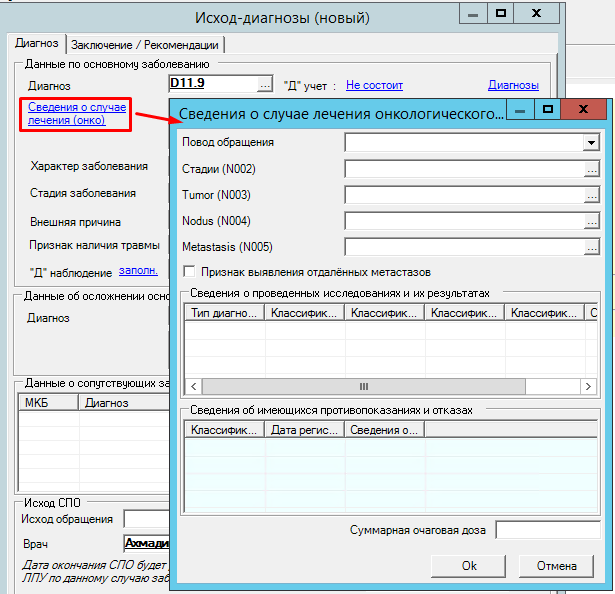 Исход-диагнозы (новый)
Диагноз
Заключение / Рекомендации
Данные по основному заболеванию
Диагноз
D11.9
...
"Д" учет :
Не состоит
Диагнозы
Сведения о случае
лечения (онко)
Характер заболевания
Стадия заболевания
Внешняя причина
Признак наличия травмы
"Д" наблюдение
заполн.
Данные об осложнении осно
Диагноз
Данные о сопутствующих за
МКБ
Диагноз
Исход СПО
Исход обращения
Врач
Ахмади
Дата окончания СПО будет
ЛПУ по данному случаю заб
Сведения о случае лечения онкологического...
Повод обращения
Стадии (N002)
...
Tumor (N003)
...
Nodus (N004)
...
Metastasis (N005)
...
Признак выявления отдалённых метастазов
Сведения о проведенных исследованиях и их результатах
Тип диагно...
Классифик...
Классифик...
Классифик...
Классифик...
С
Сведения об имеющихся противопоказаниях и отказах
Классифик...
Дата регис...
Сведения о...
Суммарная очаговая доза
Ok
Отмена